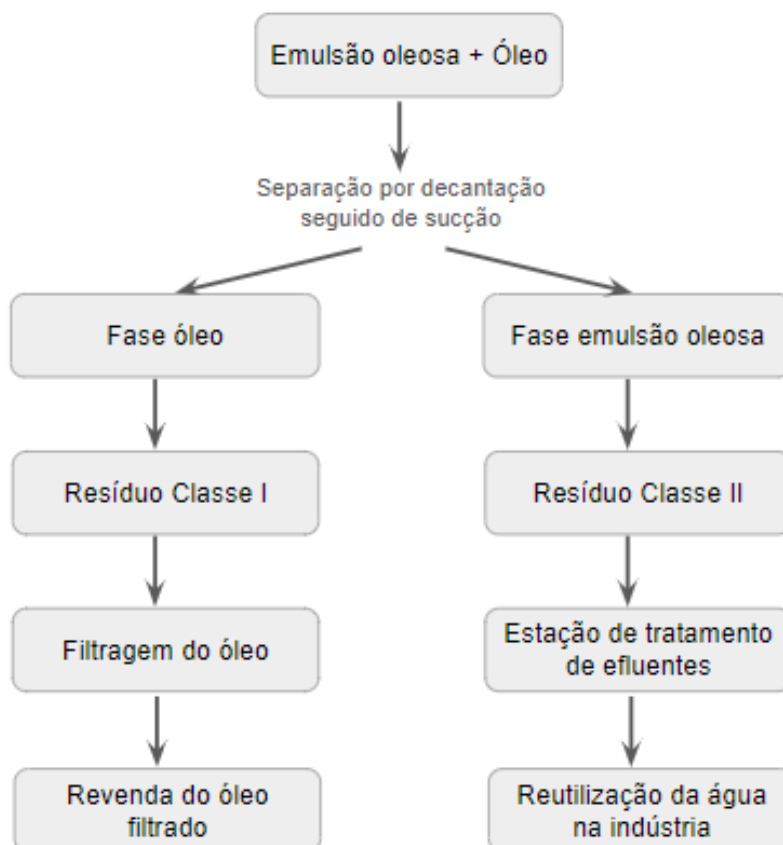 Emulsão oleosa + Óleo
Separação por decantação
seguido de sucção
Fase óleo
Fase emulsão oleosa
Resíduo Classe I
Resíduo Classe II
Filtragem do óleo
Estação de tratamento
de efluentes
Revenda do óleo
filtrado
Reutilização da água
na indústria